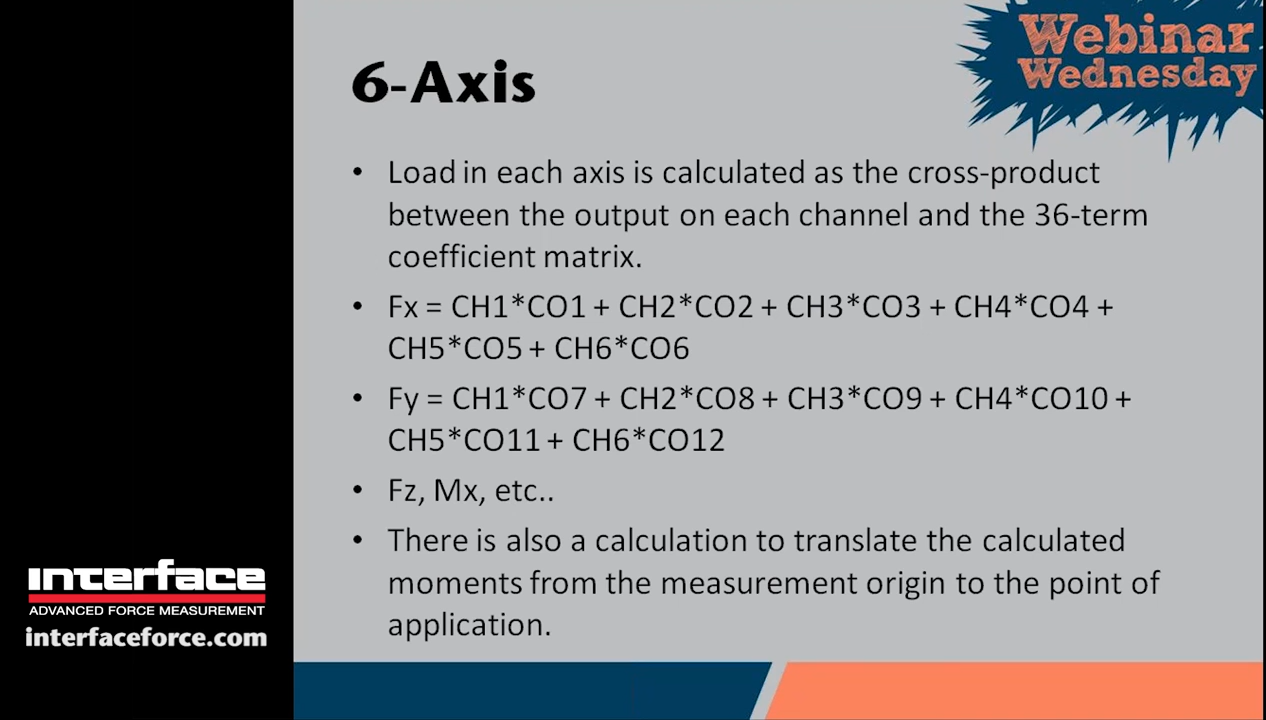 Webinar
Wednesday
6-Axis
• Load in each axis is calculated as the cross-product
between the output on each channel and the 36-term
coefficient matrix.
• Fx = CH1*CO1 + CH2*CO2 + CH3*CO3 + CH4*CO4 +
CH5*CO5 + CH6*CO6
• Fy = CH1*CO7 + CH2*CO8 + CH3*CO9 + CH4*CO10 +
CH5*CO11 + CH6*CO12
• Fz, Mx, etc..
• There is also a calculation to translate the calculated
moments from the measurement origin to the point of
application.
interface
ADVANCED FORCE MEASUREMENT
interfaceforce.com